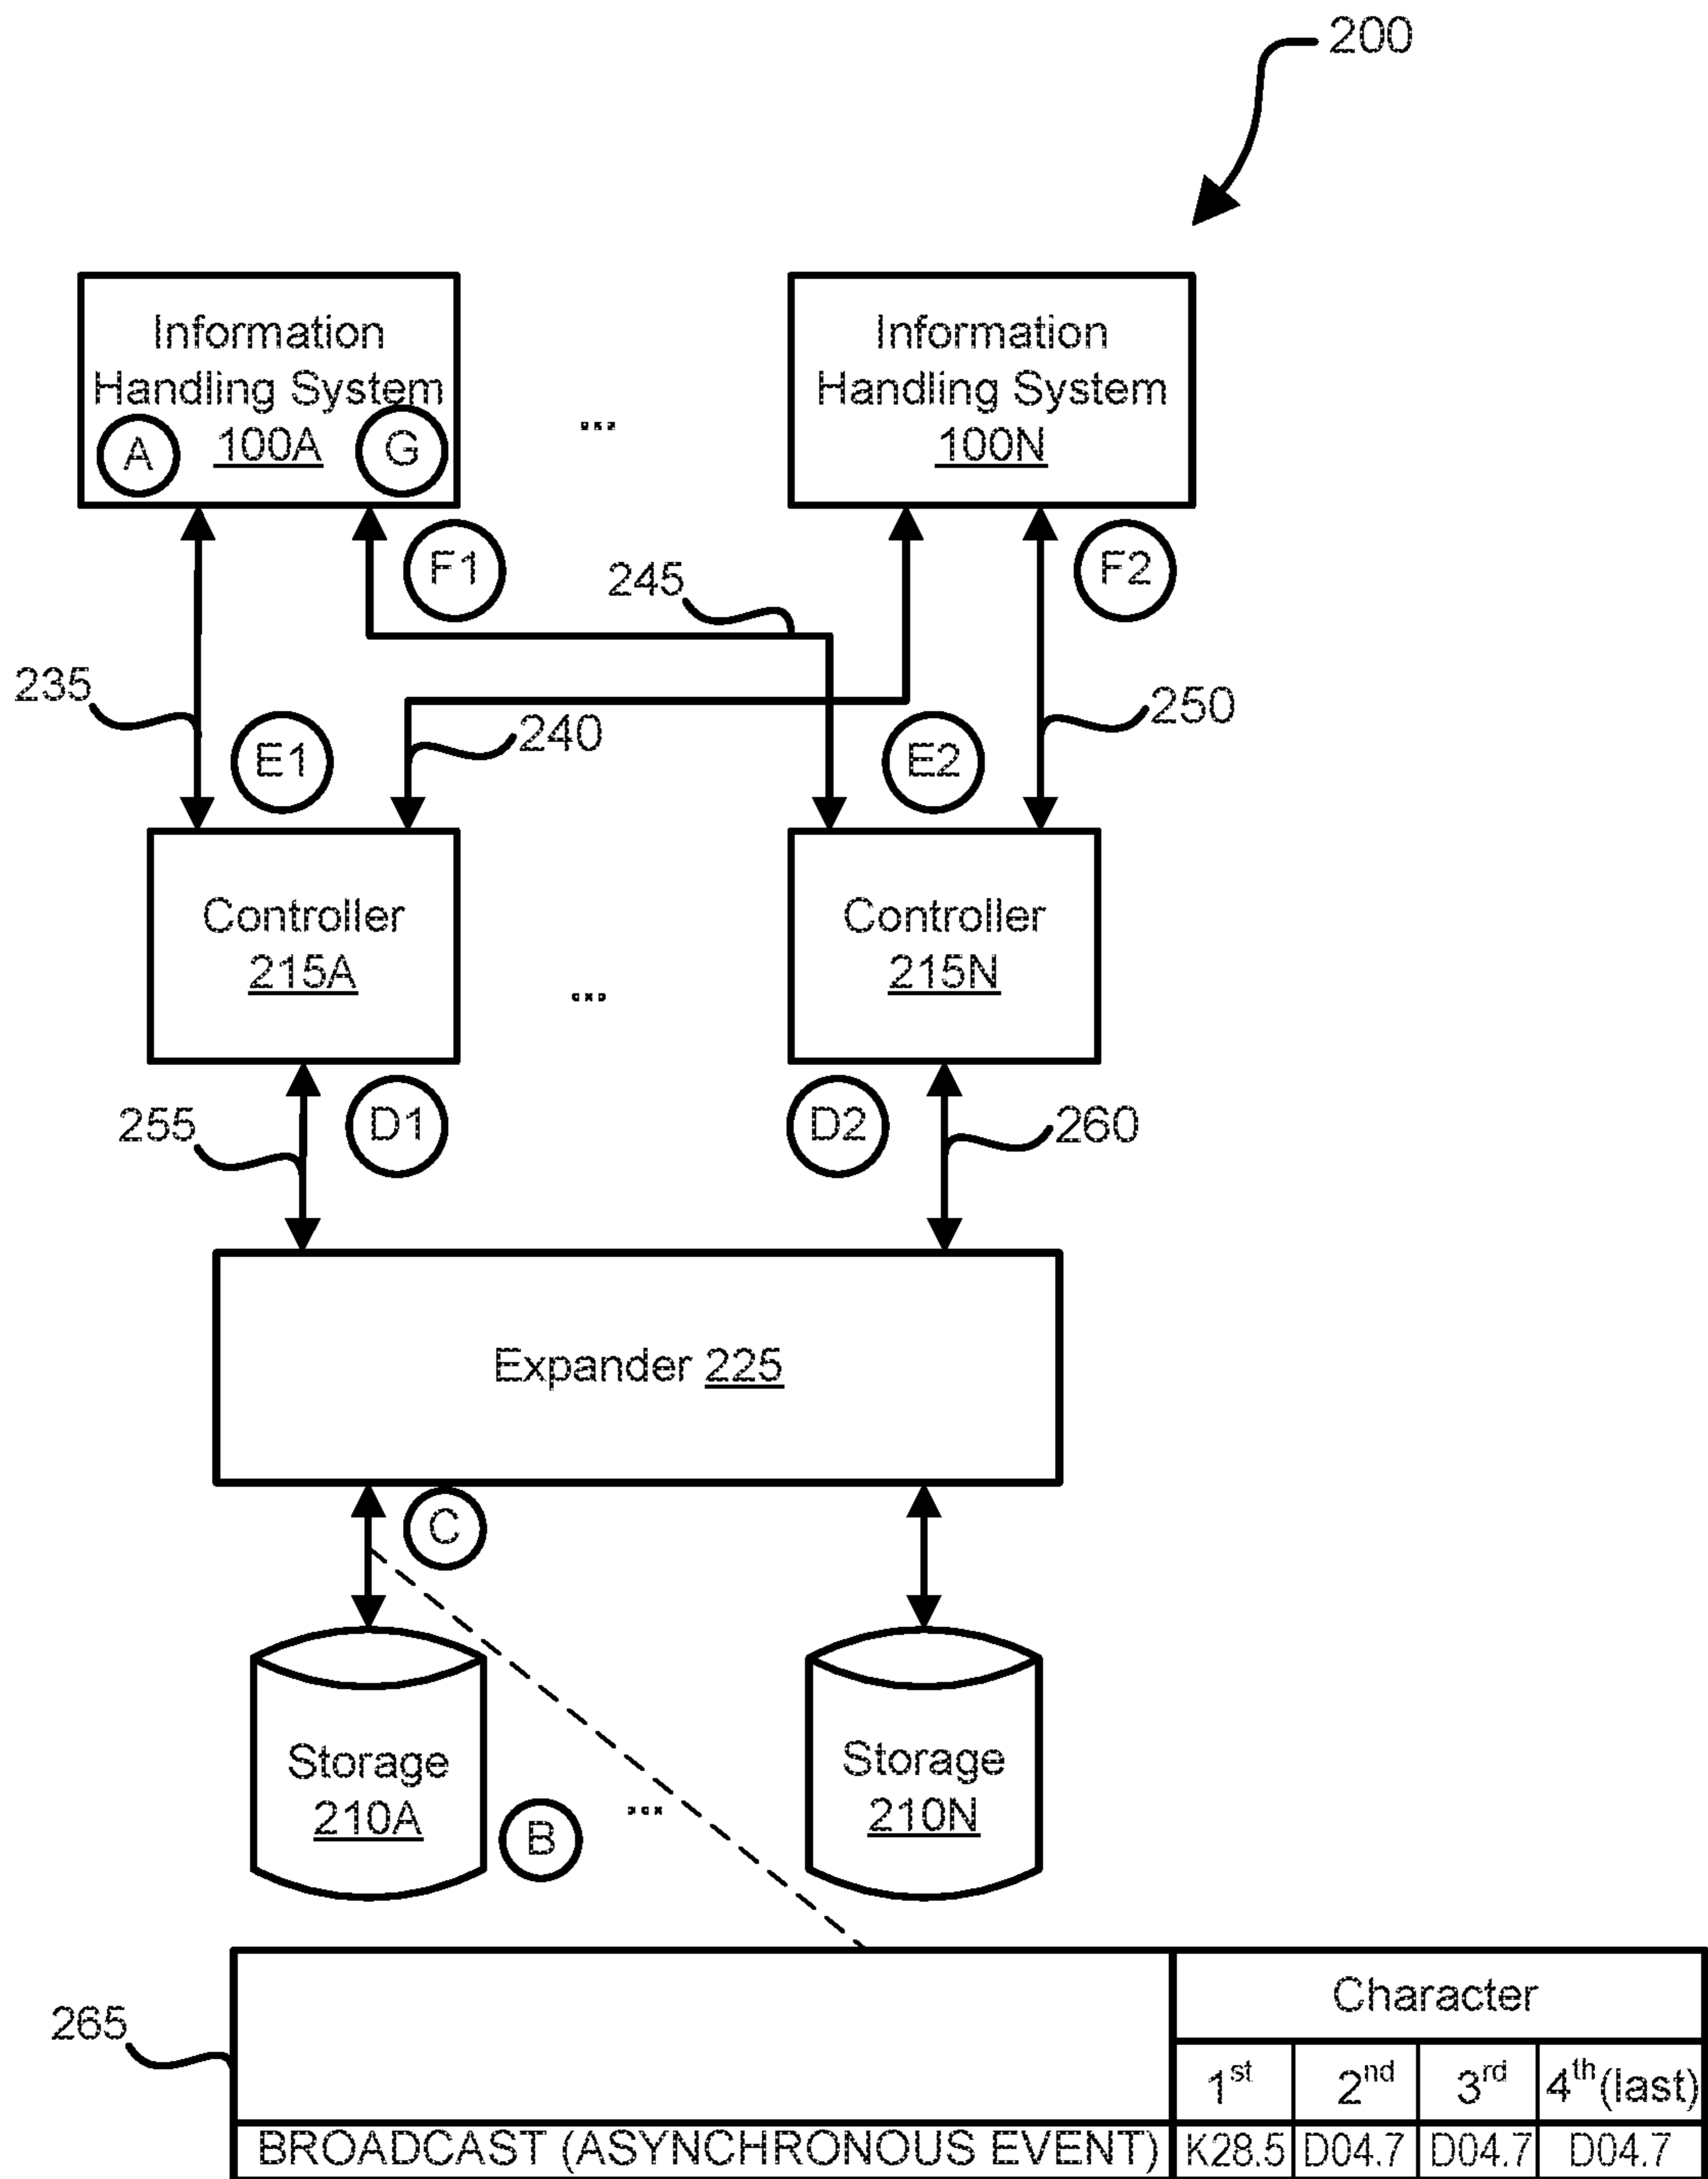 200
Information Handling System 100A
A
G
...
Information Handling System 100N
F1
245
F2
235
E1
240
E2
250
Controller 215A
...
Controller 215N
255
D1
D2
260
Expander 225
C
Storage 210A
B
...
Storage 210N
265
Character
1st 2nd 3rd 4th (last)
BROADCAST (ASYNCHRONOUS EVENT) K28.5 D04.7 D04.7 D04.7